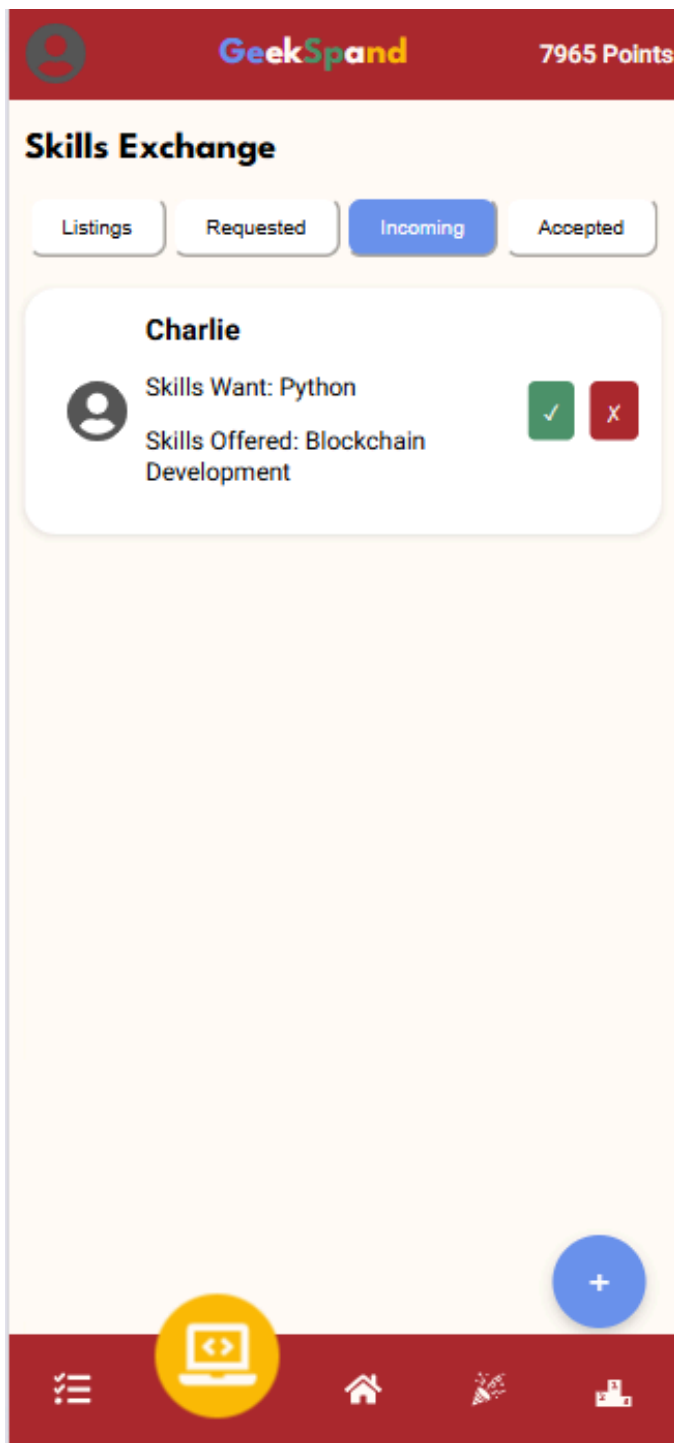 GeekSpand
7965 Points
Skills Exchange
Listings
Requested
Incoming
Accepted
Charlie
Skills Want: Python
Skills Offered: Blockchain
Development
✓
✗
+